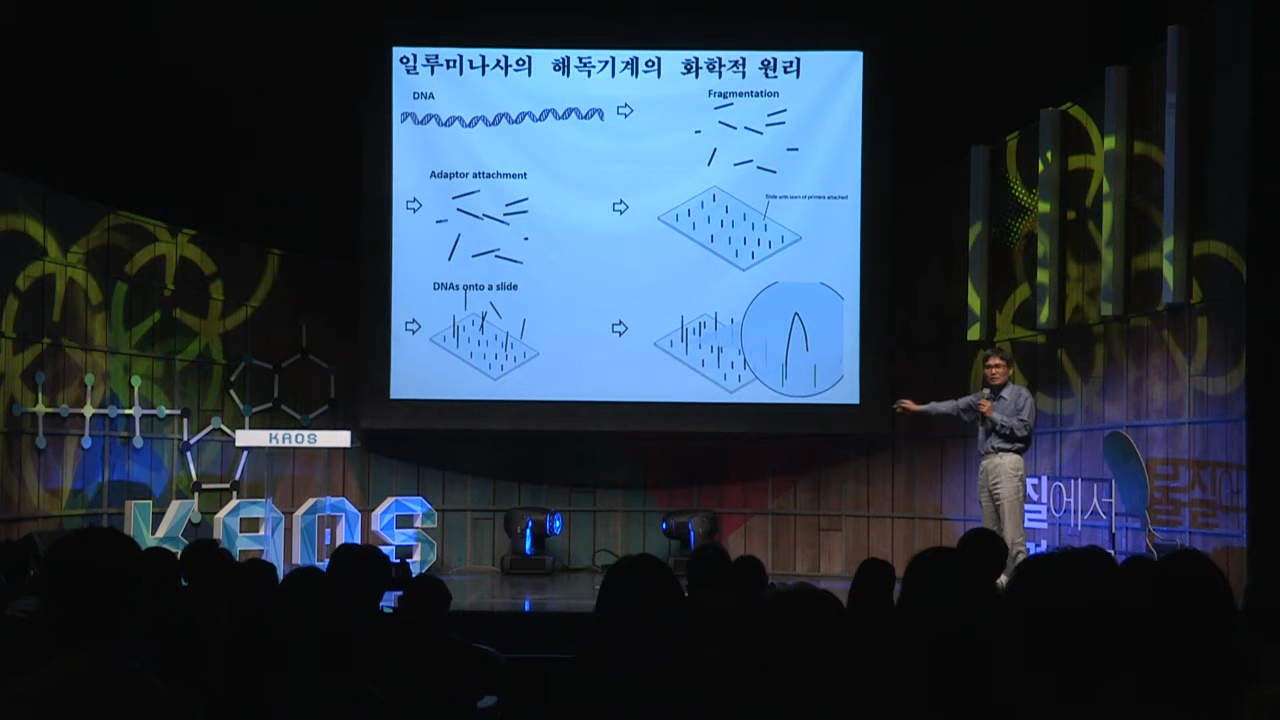 일루미나사의 해독기계의 화학적 원리
DNA
Fragmentation
Adaptor attachment
Slide with lawn of primers attached
DNAs onto a slide
KAOS
KAOS
질에서
물질에